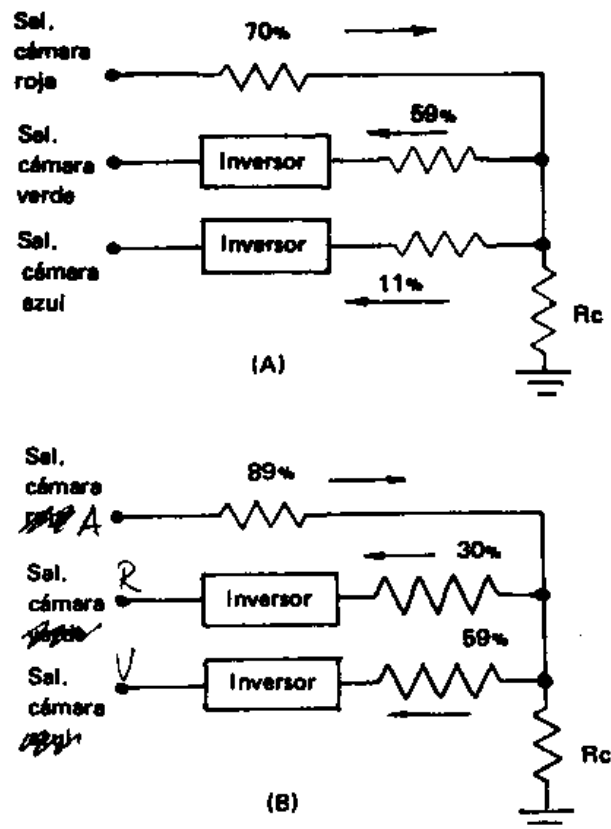 Sal.
cámara
roja
70%
Sal.
cámara
verde
Inversor
59%
Sal.
cámara
azul
Inversor
11%
Rc
(A)
Sal.
cámara
A
89%
R
Sal.
cámara
verde
Inversor
30%
V
Sal.
cámara
Inversor
59%
Rc
(B)